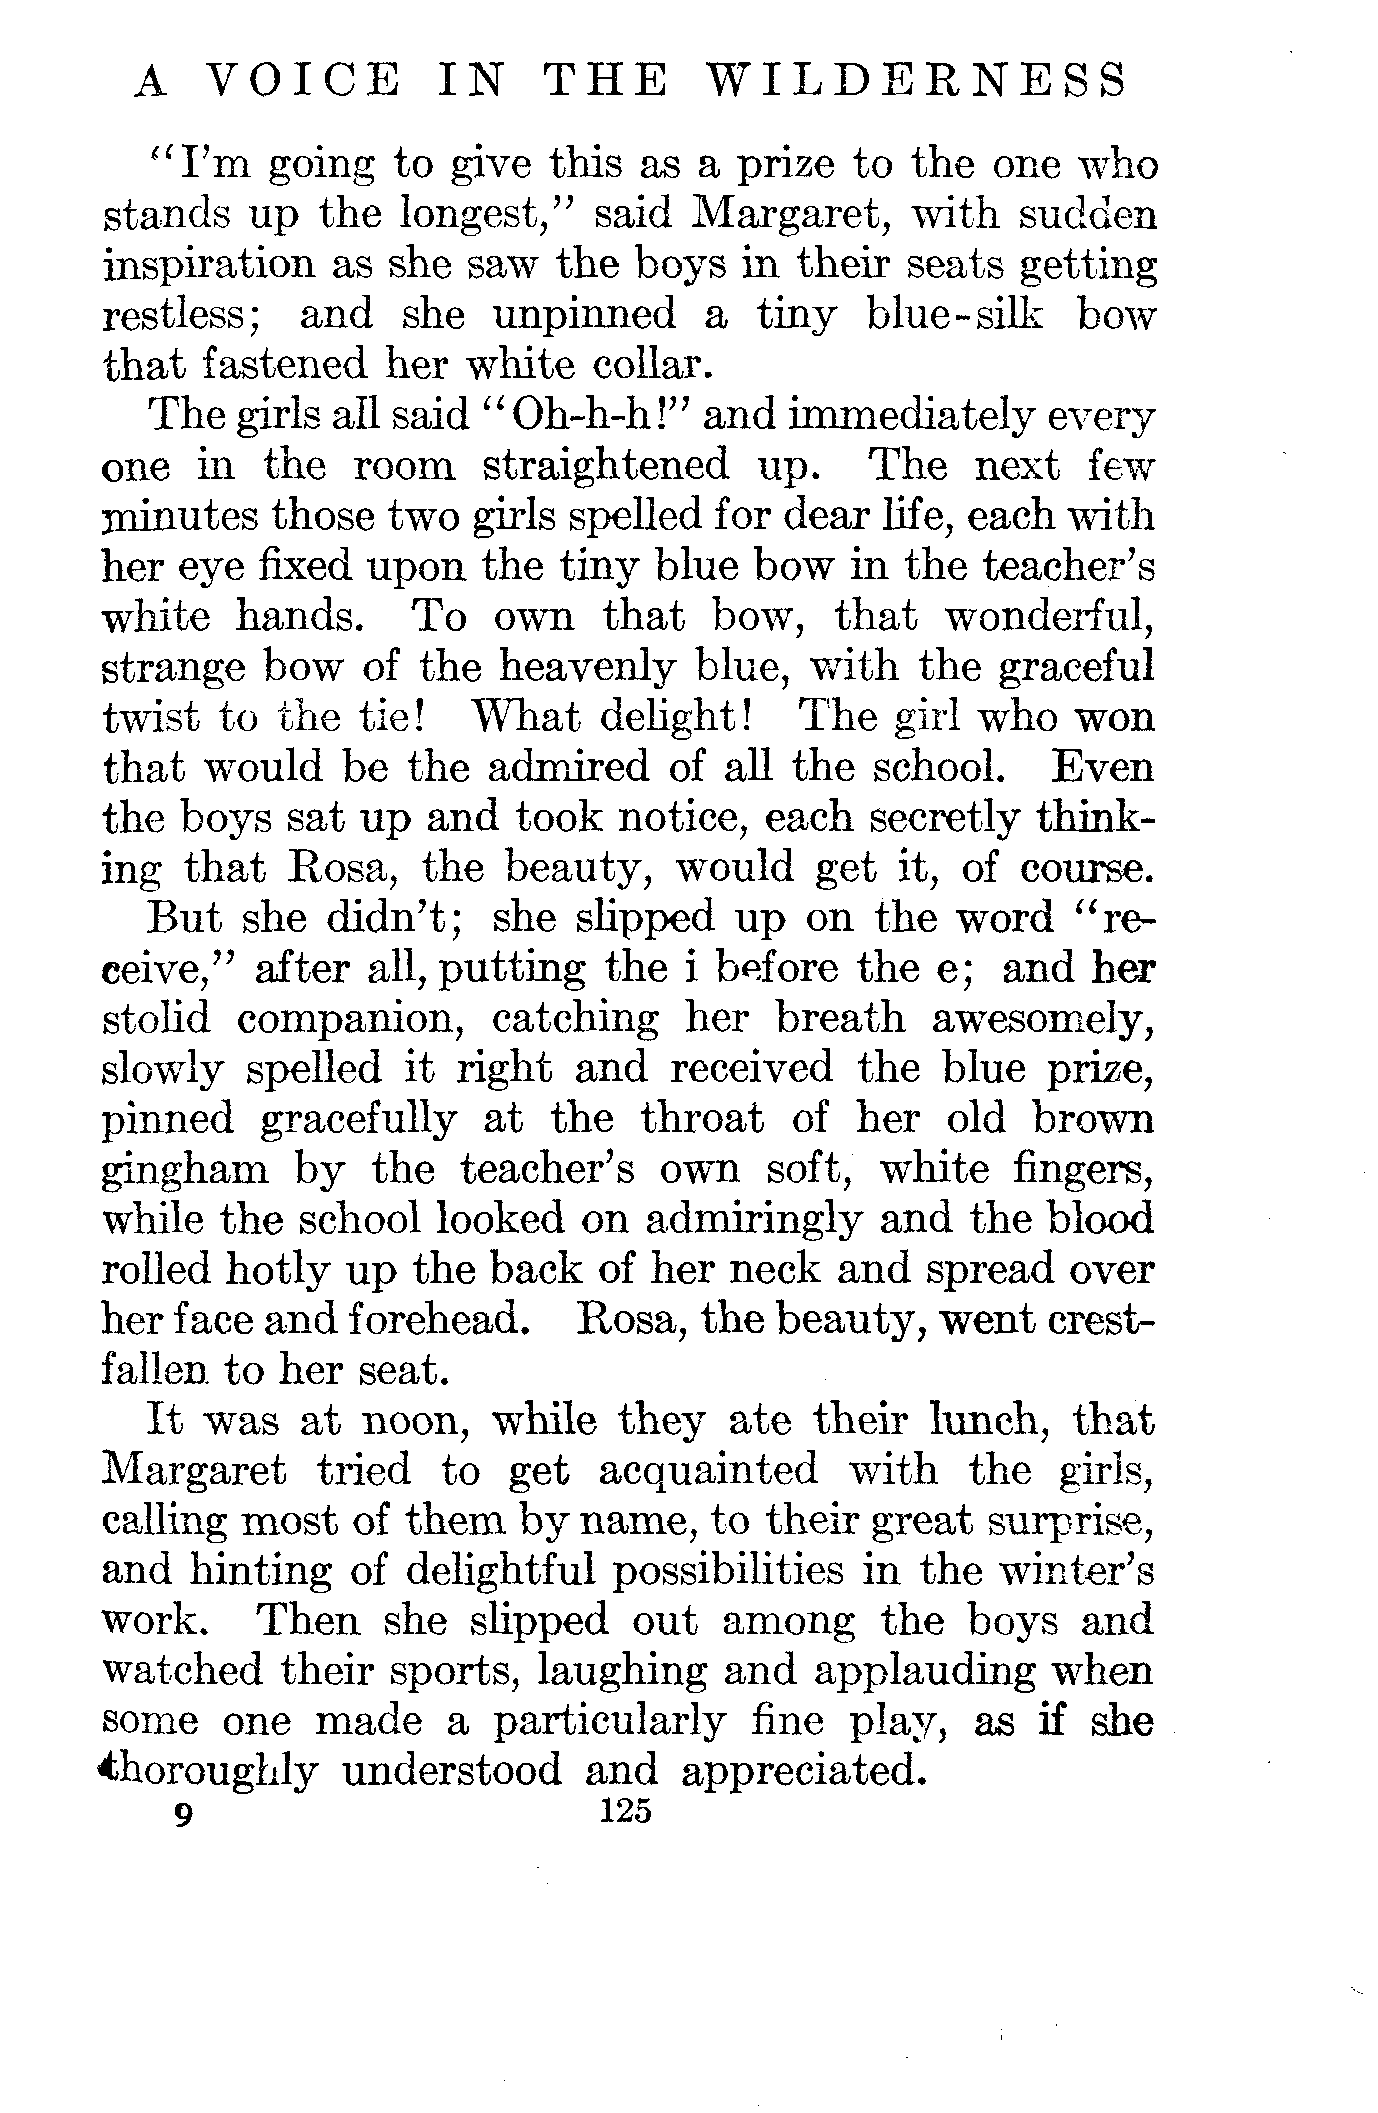 A VOICE IN THE WILDERNESS
“I’m going to give this as a prize to the one who
stands up the longest,” said Margaret, with sudden
inspiration as she saw the boys in their seats getting
restless; and she unpinned a tiny blue-silk bow
that fastened her white collar.
The girls all said “Oh-h-h!” and immediately every
one in the room straightened up. The next few
minutes those two girls spelled for dear life, each with
her eye fixed upon the tiny blue bow in the teacher’s
white hands. To own that bow, that wonderful,
strange bow of the heavenly blue, with the graceful
twist to the tie! What delight! The girl who won
that would be the admired of all the school. Even
the boys sat up and took notice, each secretly think-
ing that Rosa, the beauty, would get it, of course.
But she didn’t; she slipped up on the word “re-
ceive,” after all, putting the i before the e; and her
stolid companion, catching her breath awesomely,
slowly spelled it right and received the blue prize,
pinned gracefully at the throat of her old brown
gingham by the teacher’s own soft, white fingers,
while the school looked on admiringly and the blood
rolled hotly up the back of her neck and spread over
her face and forehead. Rosa, the beauty, went crest-
fallen to her seat.
It was at noon, while they ate their lunch, that
Margaret tried to get acquainted with the girls,
calling most of them by name, to their great surprise,
and hinting of delightful possibilities in the winter’s
work. Then she slipped out among the boys and
watched their sports, laughing and applauding when
some one made a particularly fine play, as if she
thoroughly understood and appreciated.
9 125